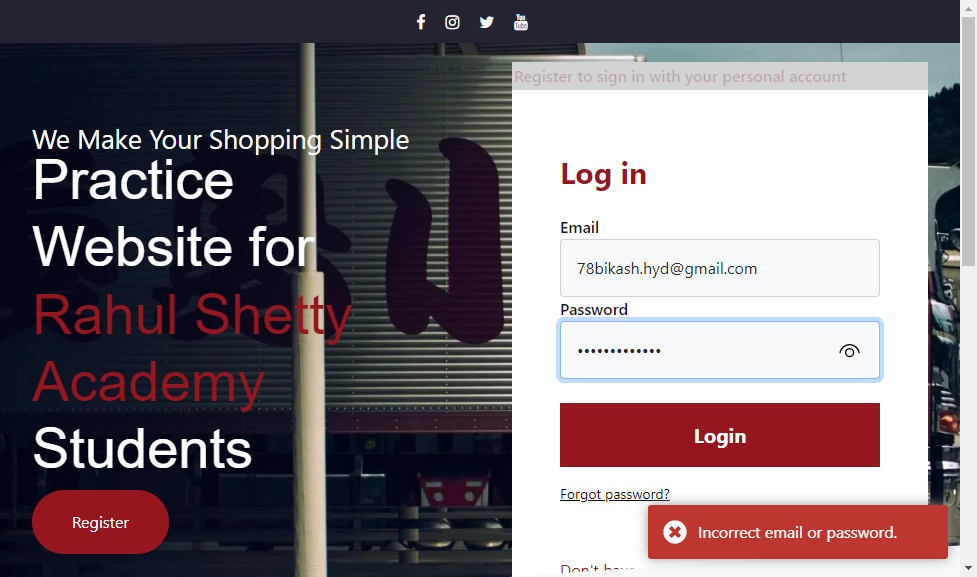 You
Tube
Register to sign in with your personal account
We Make Your Shopping Simple
Practice
Website for
Rahul Shetty
Academy
Students
Register
Log in
Email
78bikash.hyd@gmail.com
Password
•••••••••••••
Login
Forgot password?
Incorrect email or password.
Don't have